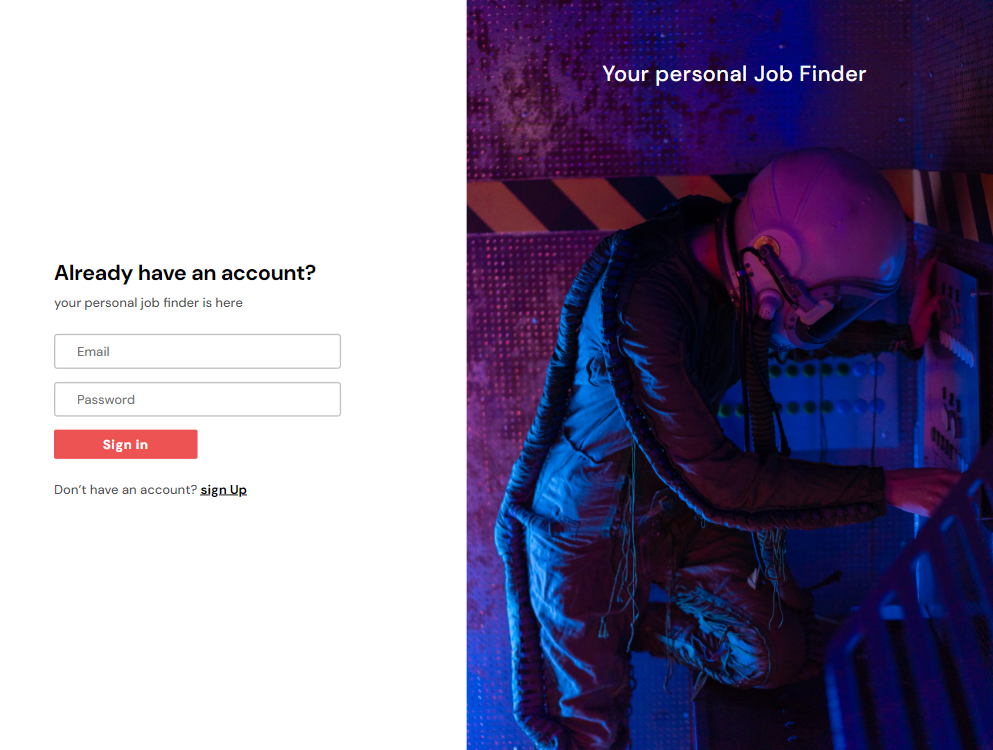 Your personal Job Finder
Already have an account?
your personal job finder is here
Email
Password
Sign in
Don't have an account? sign Up